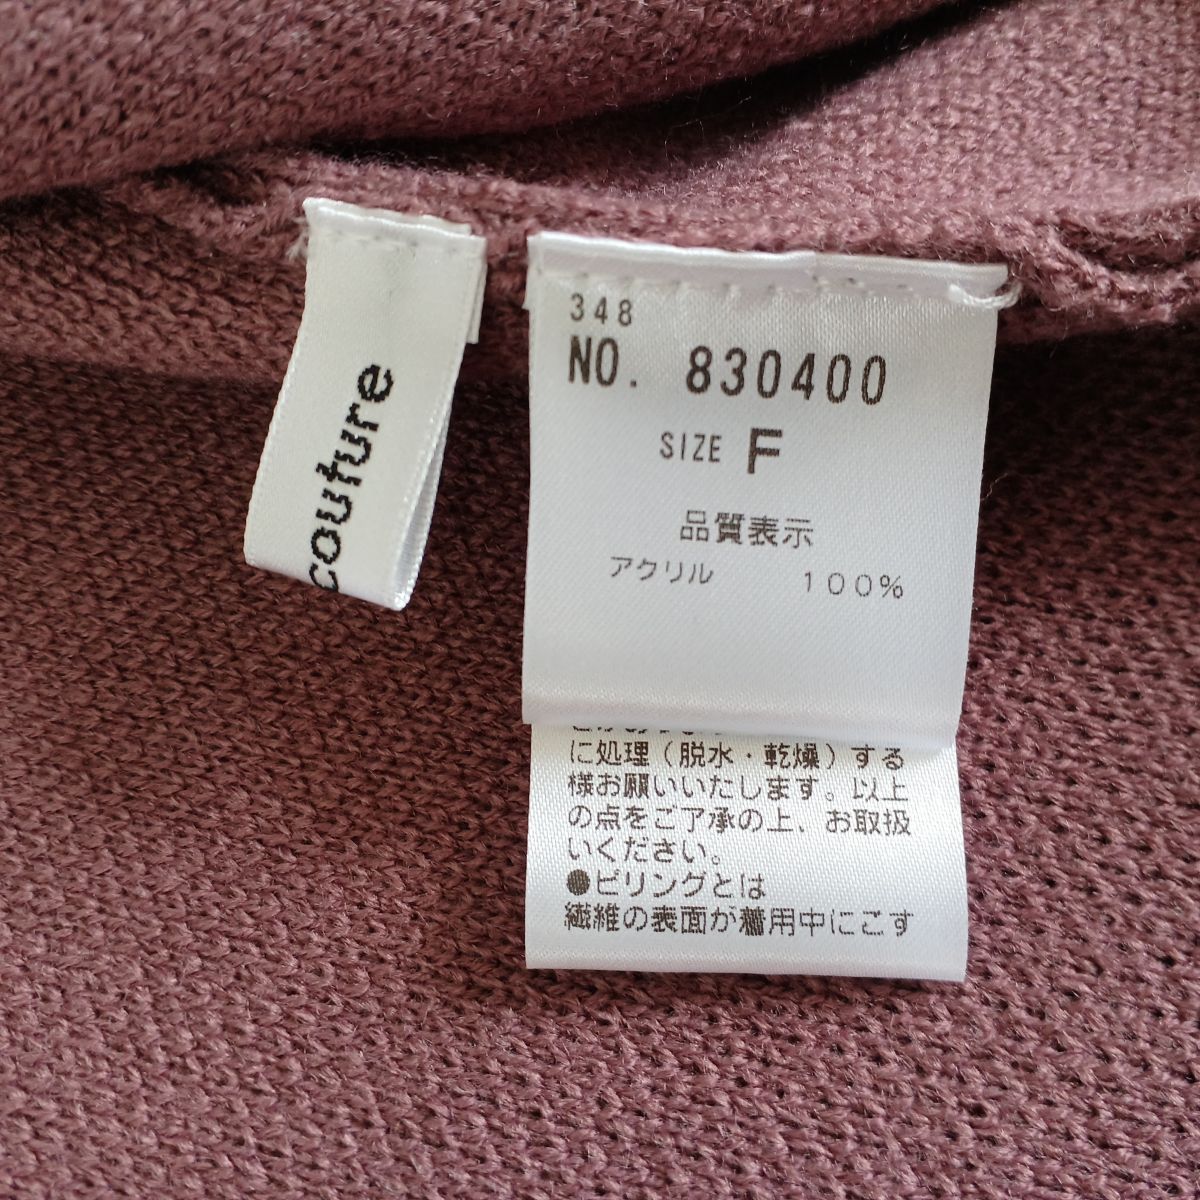 couture
348
NO. 830400
SIZE F
品質表示
アクリル 100%
に処理(脱水・乾燥)する
様お願いいたします。以上
の点をご了承の上、お取扱
いください。
●ピリングとは
繊維の表面が着用中にこす